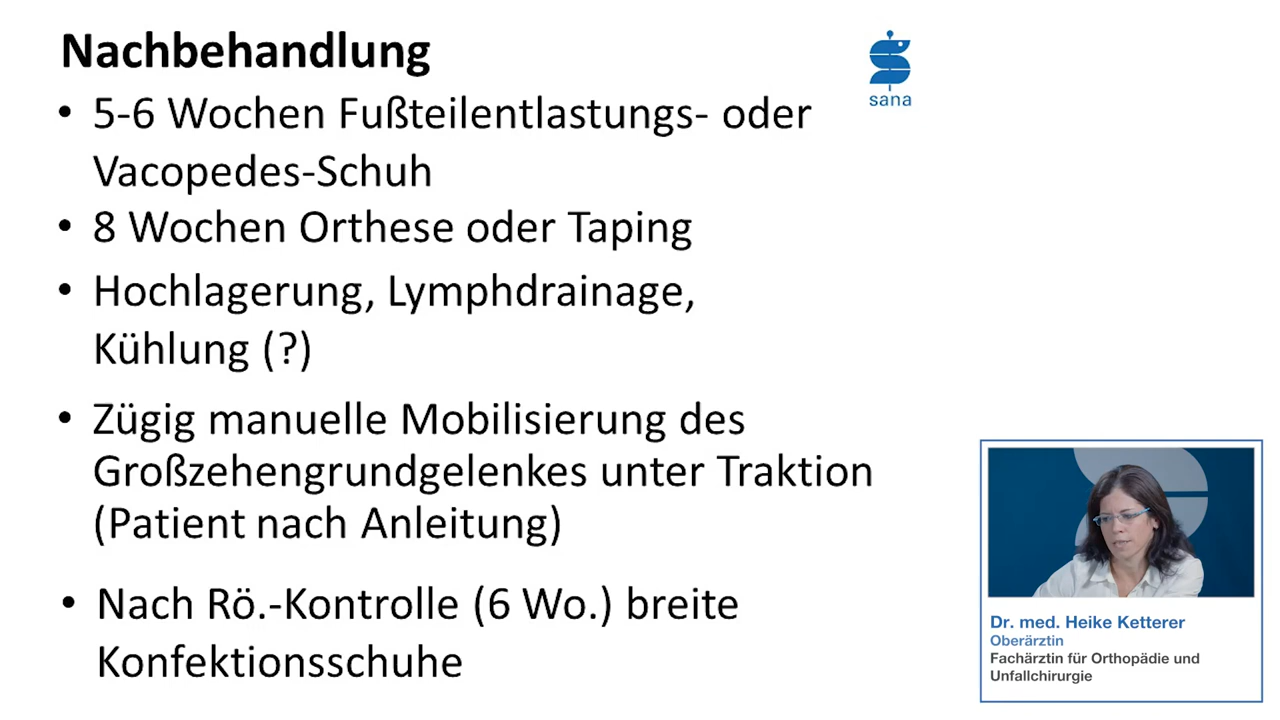 Nachbehandlung
sana
• 5-6 Wochen Fußteilentlastungs- oder
Vacopedes-Schuh
• 8 Wochen Orthese oder Taping
• Hochlagerung, Lymphdrainage,
Kühlung (?)
• Zügig manuelle Mobilisierung des
Großzehengrundgelenkes unter Traktion
(Patient nach Anleitung)
• Nach Rö.-Kontrolle (6 Wo.) breite
Konfektionsschuhe
Dr. med. Heike Ketterer
Oberärztin
Fachärztin für Orthopädie und
Unfallchirurgie